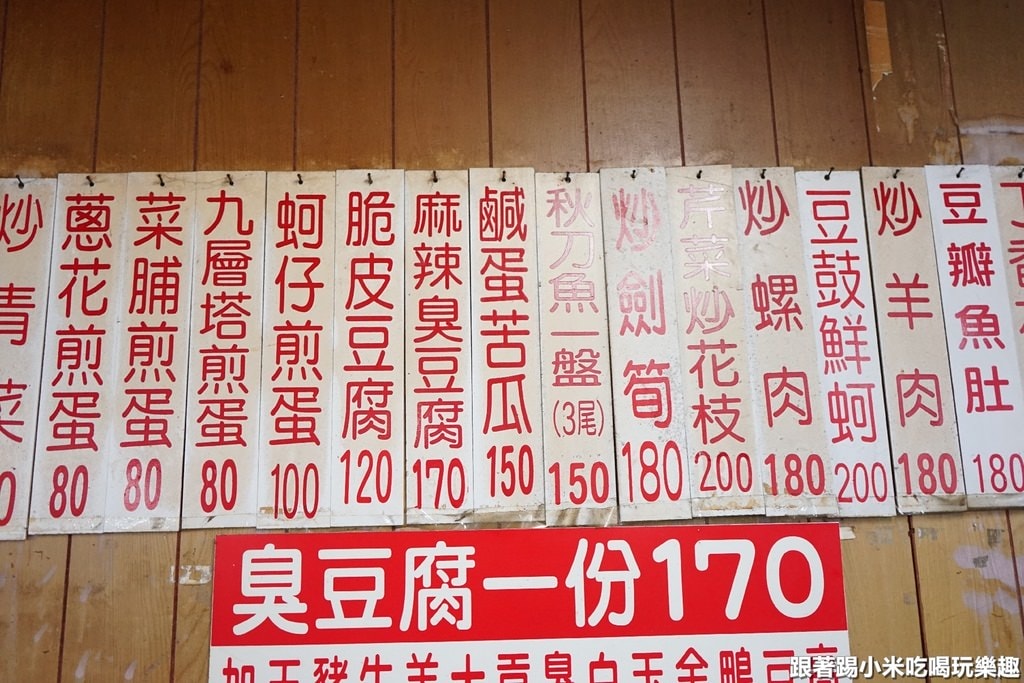 炒青菜 0
蔥花煎蛋 80
菜脯煎蛋 80
九層塔煎蛋 80
蚵仔煎蛋 100
脆皮豆腐 120
麻辣臭豆腐 170
鹹蛋苦瓜 150
秋刀魚一盤(3尾) 150
炒劍筍 180
芹菜炒花枝 200
炒螺肉 180
豆鼓鮮蚵 200
炒羊肉 180
豆瓣魚肚 180
臭豆腐一份170
跟著踢小米吃喝玩樂趣